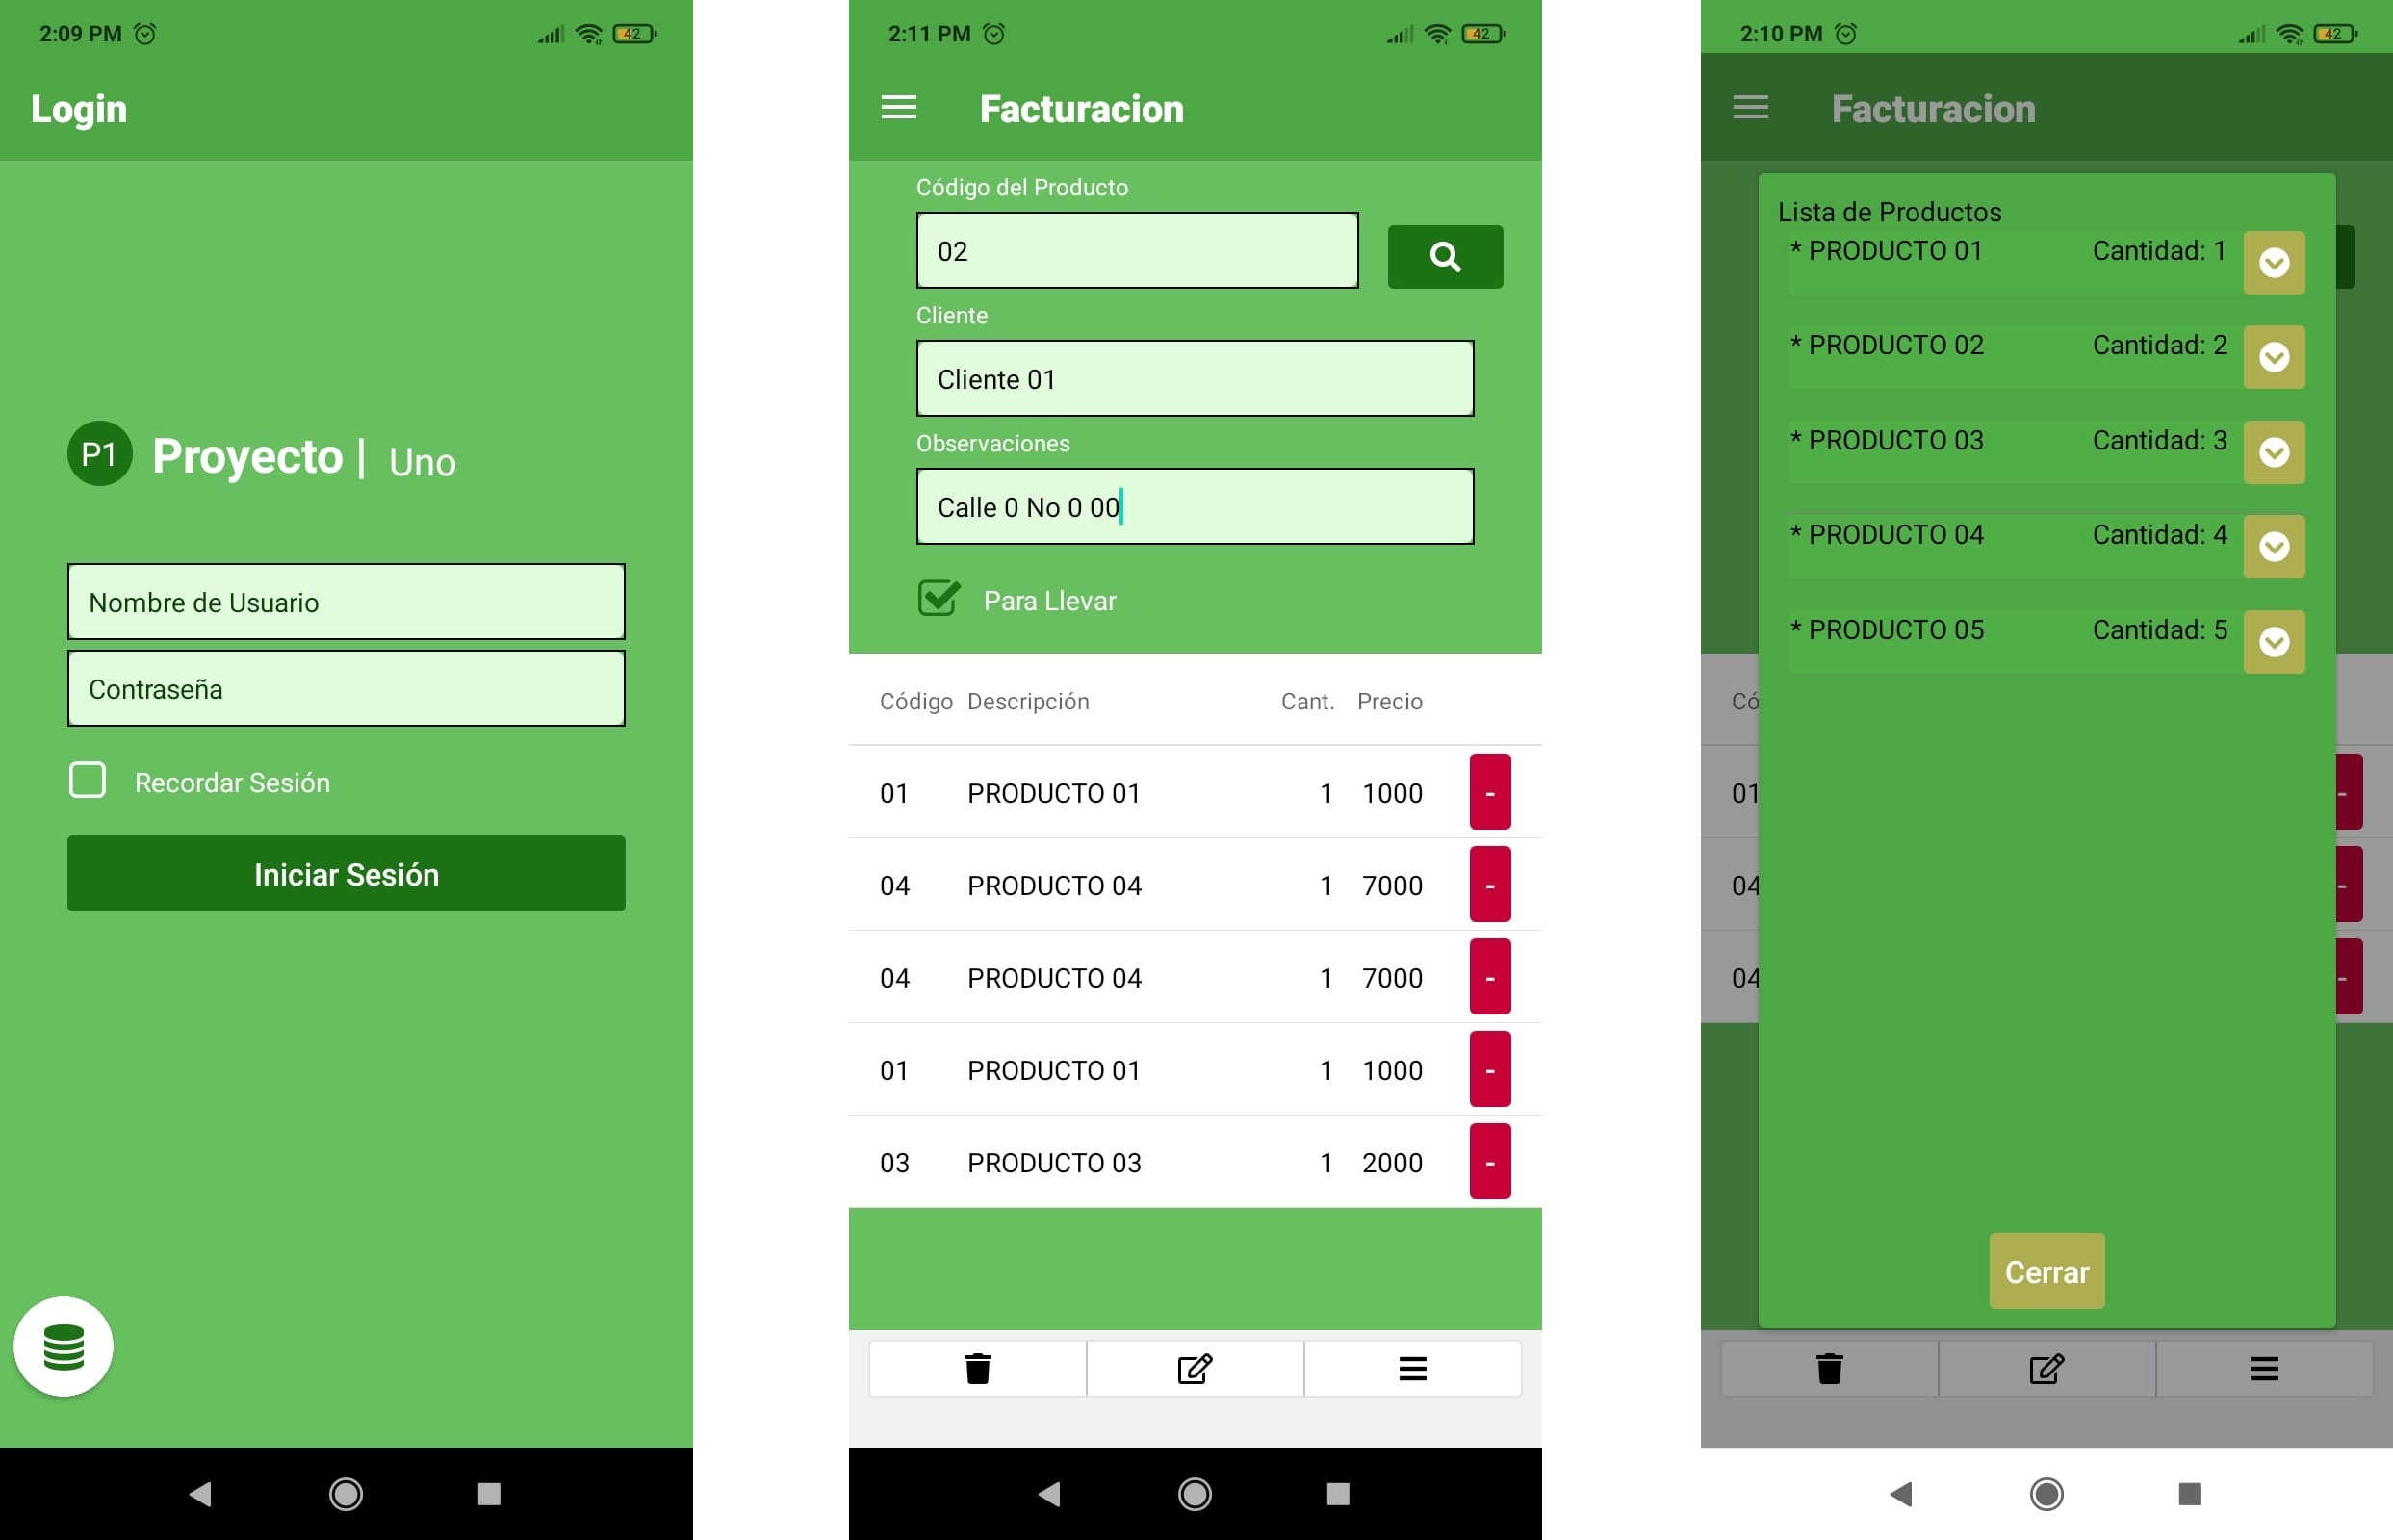 2:09 PM
42
Login
P1 Proyecto | Uno
Nombre de Usuario
Contraseña
Recordar Sesión
Iniciar Sesión
2:11 PM
42
Facturacion
Código del Producto
02
Cliente
Cliente 01
Observaciones
Calle 0 No 0 00
Para Llevar
Código Descripción Cant. Precio
01 PRODUCTO 01 1 1000 -
04 PRODUCTO 04 1 7000 -
04 PRODUCTO 04 1 7000 -
01 PRODUCTO 01 1 1000 -
03 PRODUCTO 03 1 2000 -
2:10 PM
42
Facturacion
Lista de Productos
* PRODUCTO 01 Cantidad: 1
* PRODUCTO 02 Cantidad: 2
* PRODUCTO 03 Cantidad: 3
* PRODUCTO 04 Cantidad: 4
* PRODUCTO 05 Cantidad: 5
Có
01 -
04 -
04 -
Cerrar